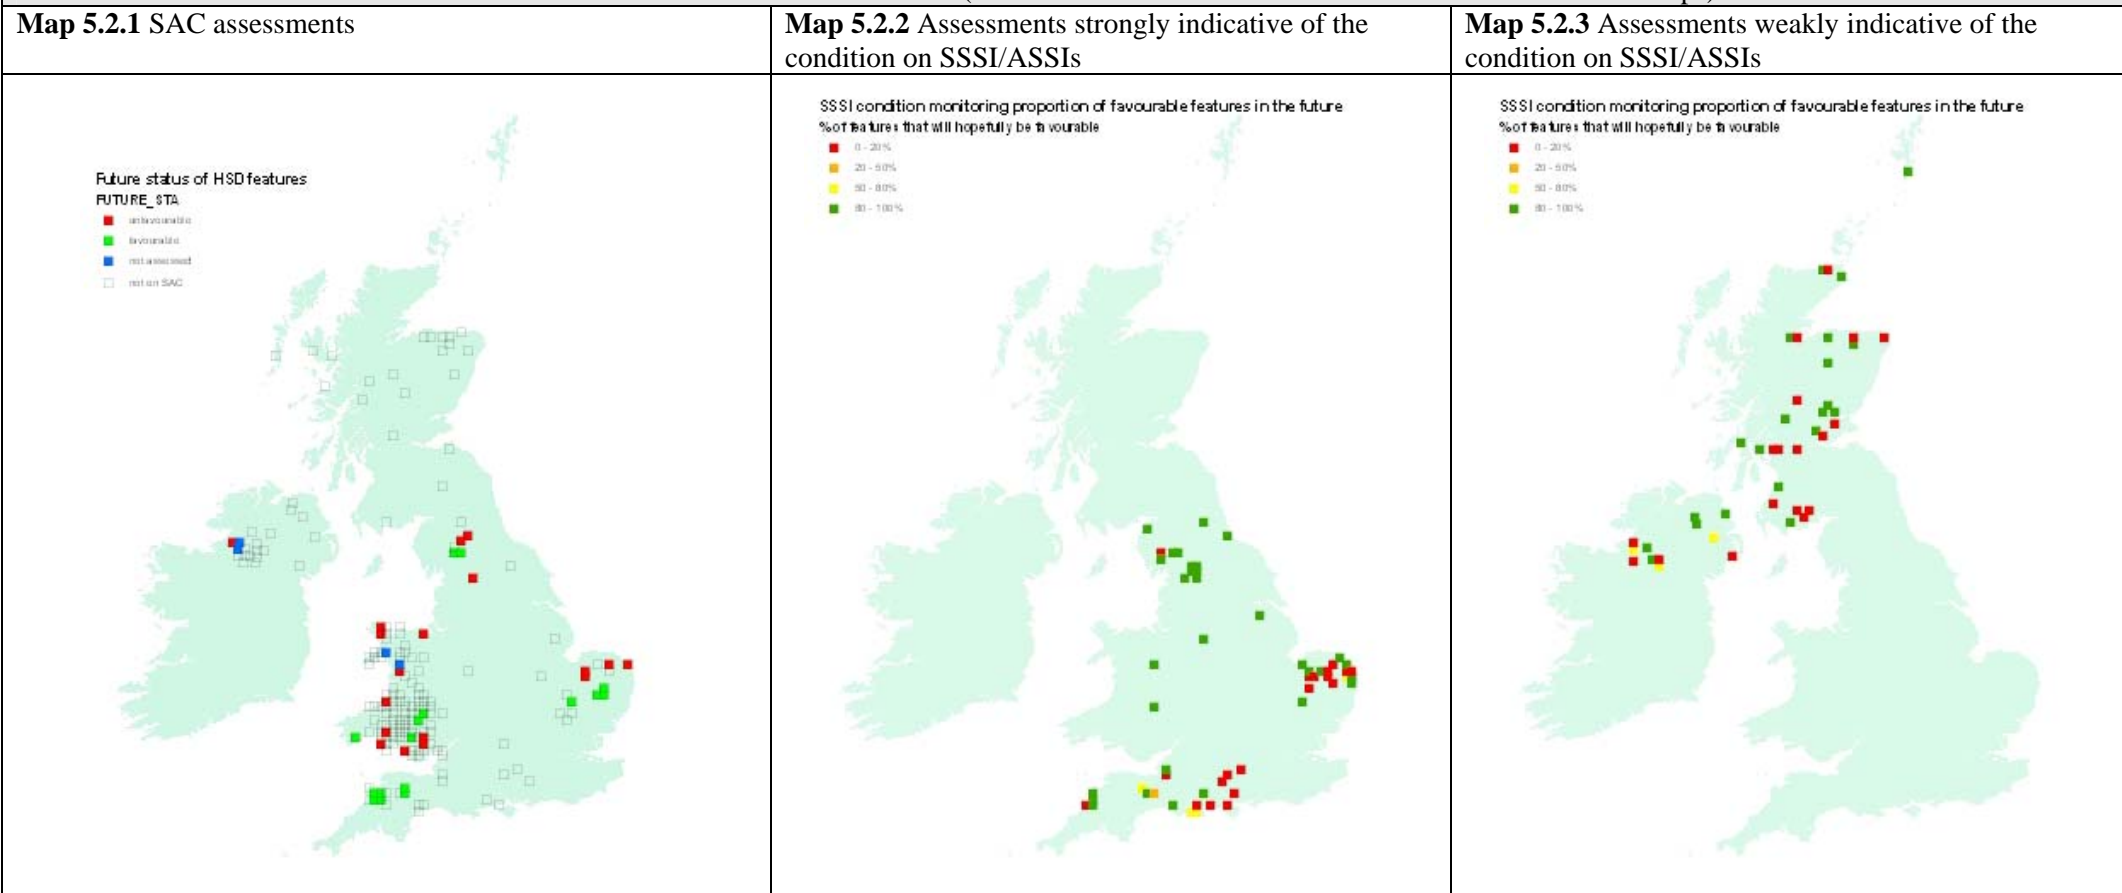 Map 5.2.1 SAC assessments
Map 5.2.2 Assessments strongly indicative of the
condition on SSSI/ASSIs
Map 5.2.3 Assessments weakly indicative of the
condition on SSSI/ASSIs
Future status of HSD features
FUTURE_STA
unfavourable
favourable
not assessed
not on SAC
SSSI condition monitoring proportion of favourable features in the future
% of features that will hopefully be favourable
0 - 20%
20 - 50%
50 - 80%
80 - 100%
SSSI condition monitoring proportion of favourable features in the future
% of features that will hopefully be favourable
0 - 20%
20 - 50%
50 - 80%
80 - 100%